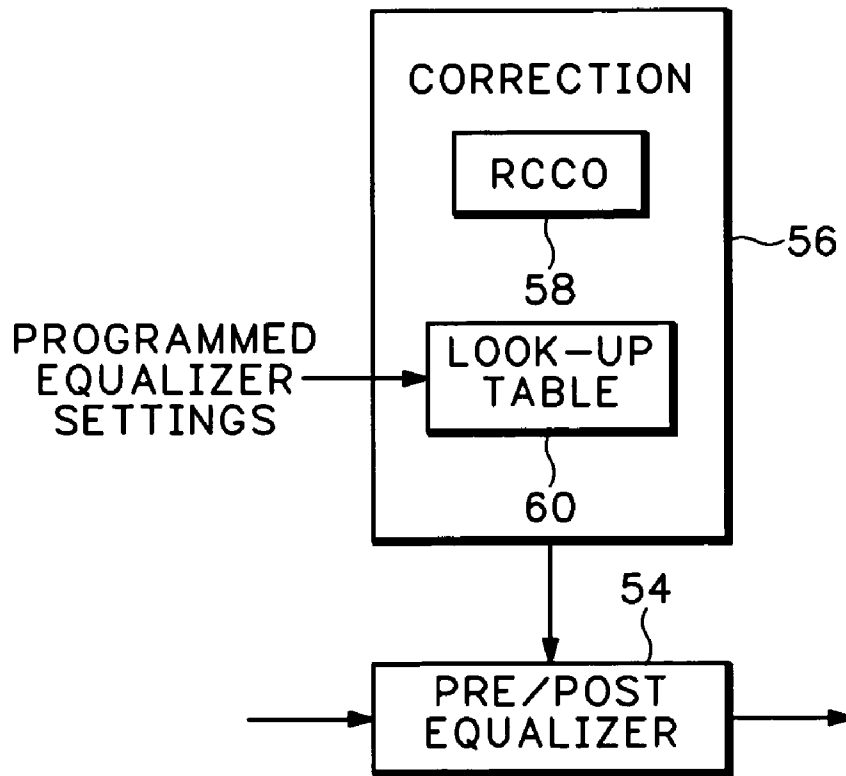 CORRECTION
RCCO
56
58
PROGRAMMED
EQUALIZER
SETTINGS
LOOK-UP
TABLE
60
54
PRE/POST
EQUALIZER